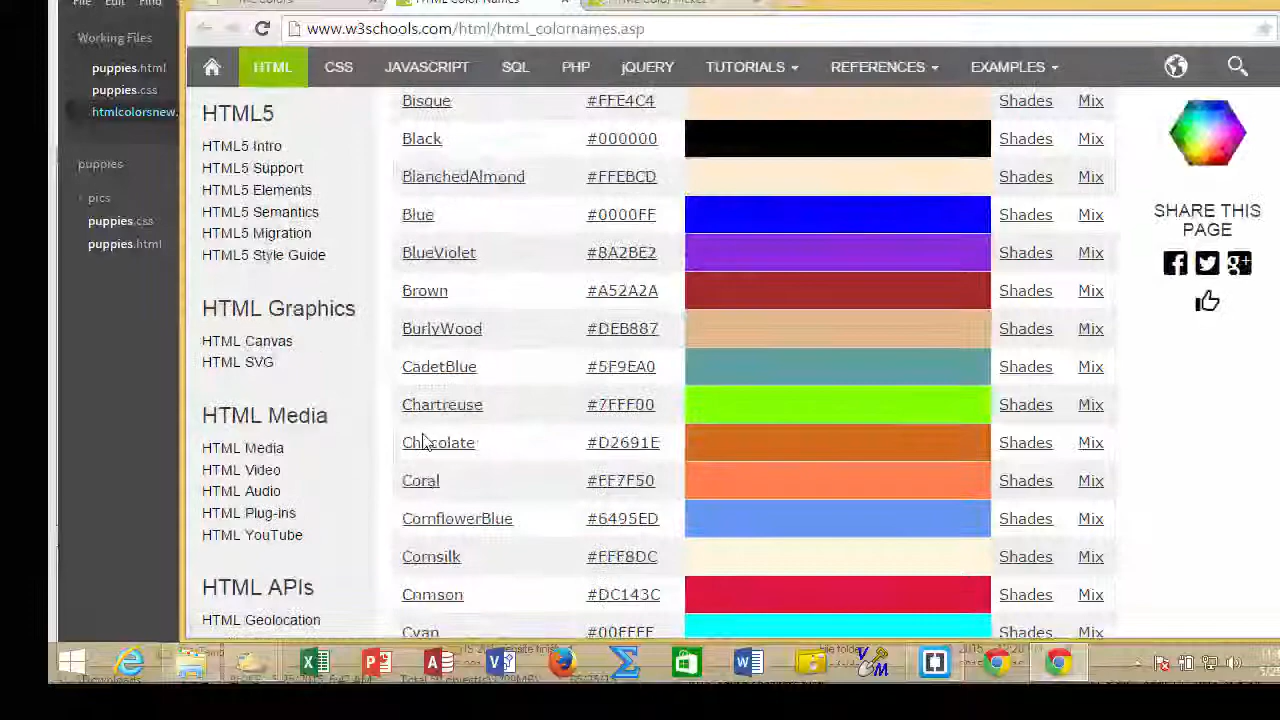 File Edit Find
HTML Color Names
www.w3schools.com/html/html_colornames.asp
Working Files
puppies.html
puppies.css
.htmlcolorsnew.
puppies
pics
puppies.css
puppies.html
HTML CSS JAVASCRIPT SQL PHP jQUERY TUTORIALS REFERENCES EXAMPLES
HTML5
HTML5 Intro
HTML5 Support
HTML5 Elements
HTML5 Semantics
HTML5 Migration
HTML5 Style Guide
HTML Graphics
HTML Canvas
HTML SVG
HTML Media
HTML Media
HTML Video
HTML Audio
HTML Plug-ins
HTML YouTube
HTML APIs
HTML Geolocation
Bisque #FFE4C4 Shades Mix
Black #000000 Shades Mix
BlanchedAlmond #FFEBCD Shades Mix
Blue #0000FF Shades Mix
BlueViolet #8A2BE2 Shades Mix
Brown #A52A2A Shades Mix
BurlyWood #DEB887 Shades Mix
CadetBlue #5F9EA0 Shades Mix
Chartreuse #7FFF00 Shades Mix
Chocolate #D2691E Shades Mix
Coral #FF7F50 Shades Mix
CornflowerBlue #6495ED Shades Mix
Cornsilk #FFF8DC Shades Mix
Crimson #DC143C Shades Mix
Cyan #00FFFF Shades Mix
SHARE THIS
PAGE